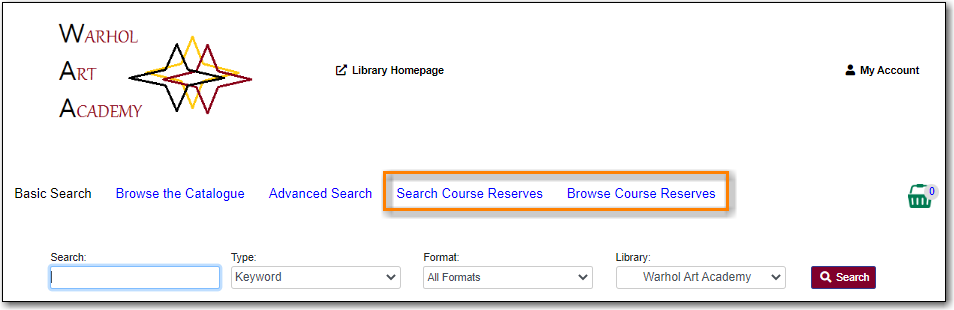 WARHOL
ART
ACADEMY
Library Homepage
My Account
Basic Search Browse the Catalogue Advanced Search Search Course Reserves Browse Course Reserves 0
Search: Type: Format: Library:
Keyword All Formats Warhol Art Academy Search